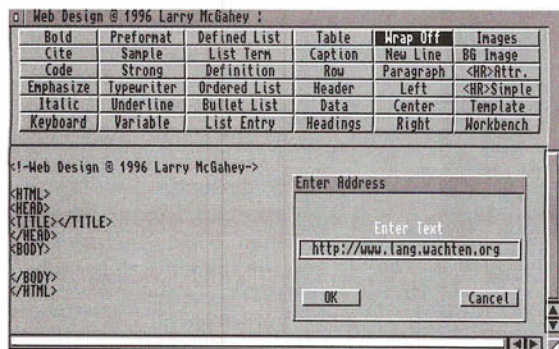 Web Design © 1996 Larry McGahey :
Bold Preformat Defined List Table Wrap Off Images
Cite Sample List Term Caption New Line BG Image
Code Strong Definition Row Paragraph <HR>Attr.
Emphasize Typewriter Ordered List Header Left <HR>Simple
Italic Underline Bullet List Data Center Template
Keyboard Variable List Entry Headings Right Workbench
<!-Web Design © 1996 Larry McGahey->
<HTML>
<HEAD>
<TITLE></TITLE>
</HEAD>
<BODY>
</BODY>
</HTML>
Enter Address
Enter Text
http://www.lang.wachten.org
OK Cancel